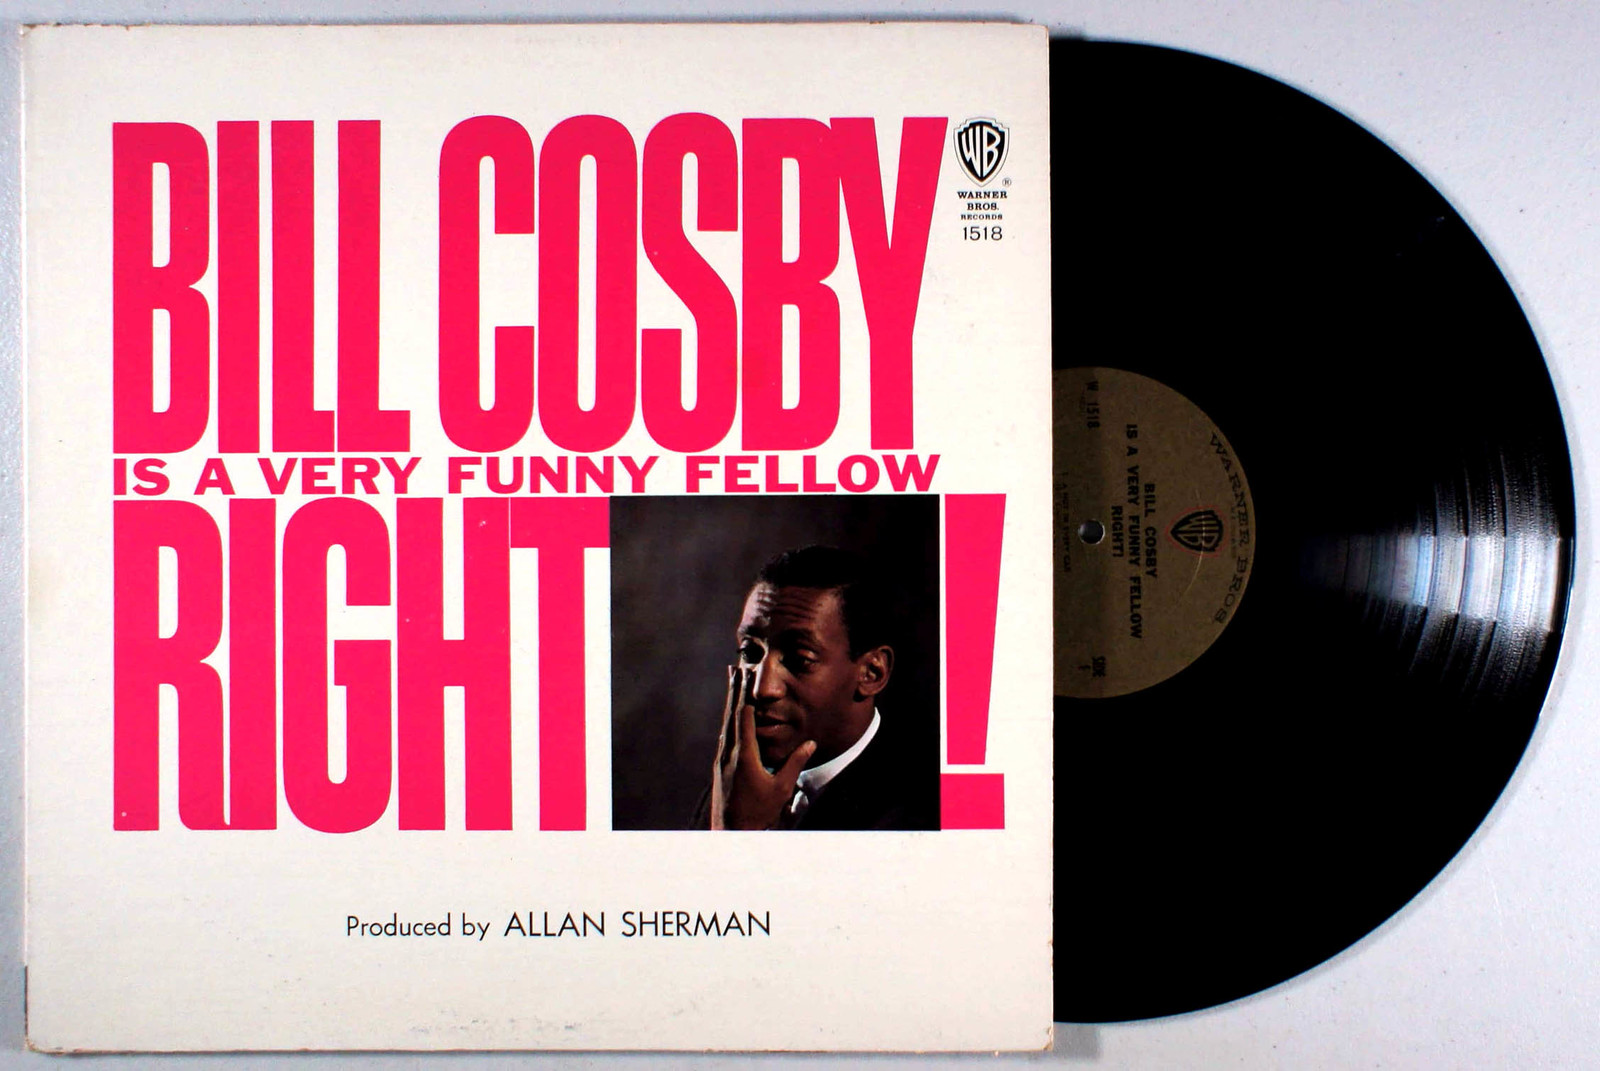 BILL COSBY
IS A VERY FUNNY FELLOW
RIGHT!
WB
®
WARNER
BROS.
RECORDS
1518
Produced by ALLAN SHERMAN
WARNER BROS
WB
BILL COSBY
IS A VERY FUNNY FELLOW
RIGHT!
W 1518
SIDE